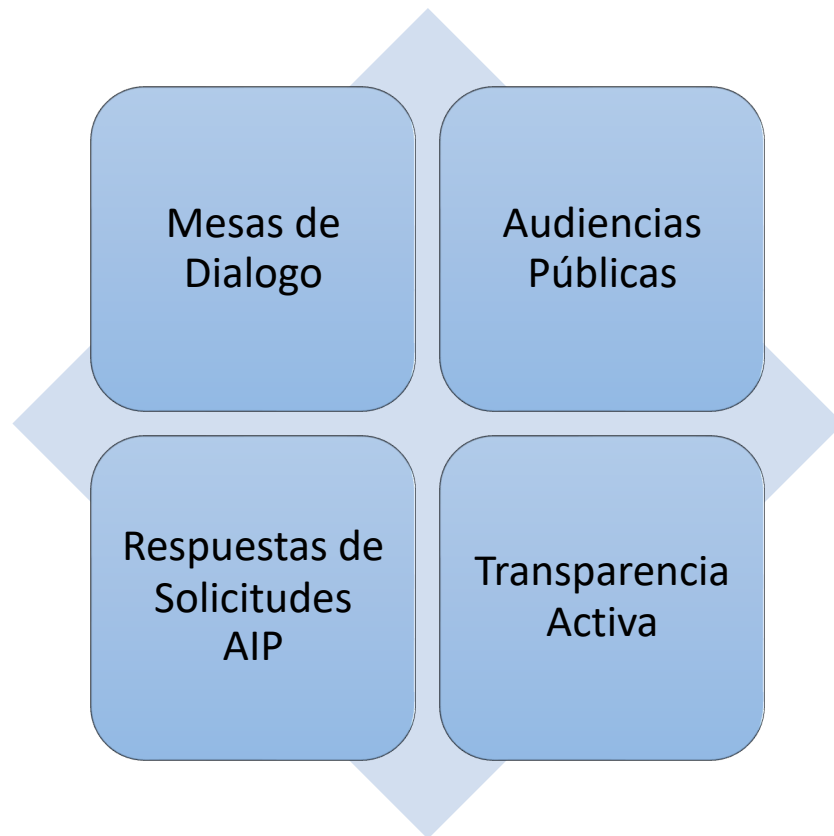 Mesas de
Dialogo
Audiencias
Públicas
Respuestas de
Solicitudes
AIP
Transparencia
Activa